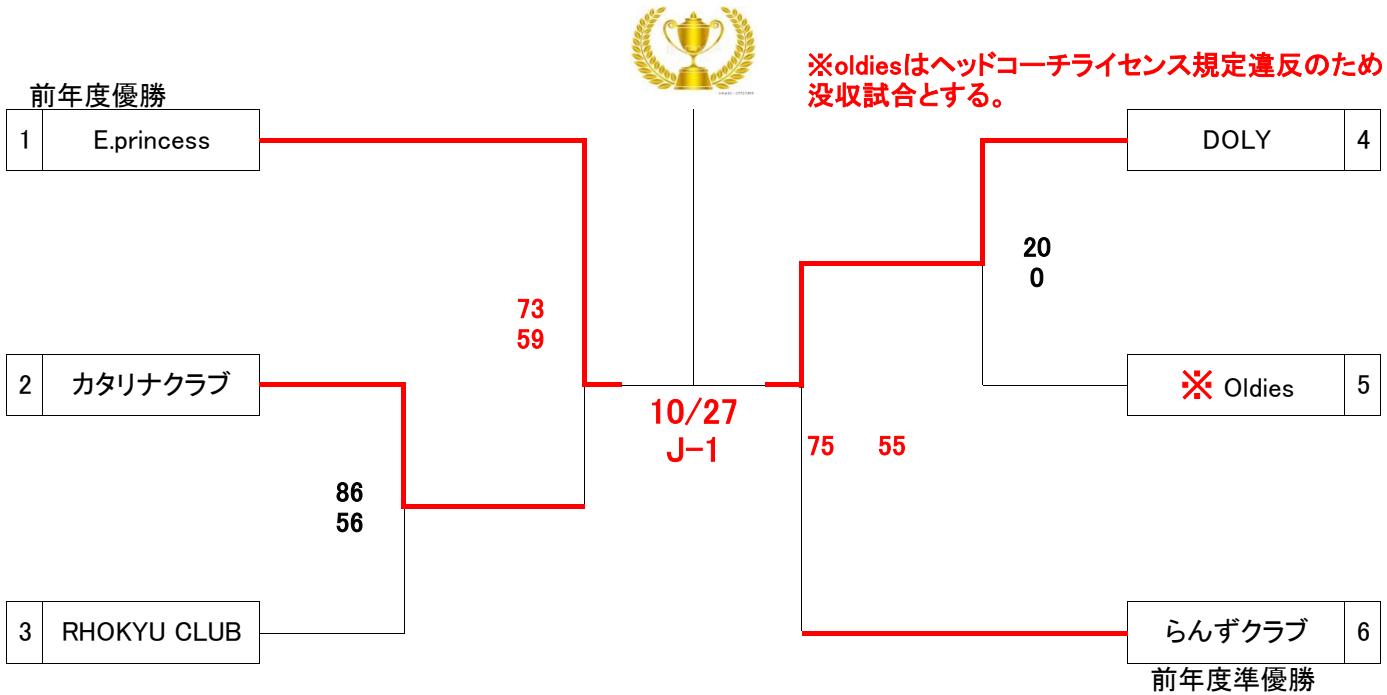 ※oldiesはヘッドコーチライセンス規定違反のため
没収試合とする。
前年度優勝
1 E.princess
DOLY 4
20
0
73
59
2 カタリナクラブ
※ Oldies 5
10/27
J-1
75 55
86
56
3 RHOKYU CLUB
らんずクラブ 6
前年度準優勝